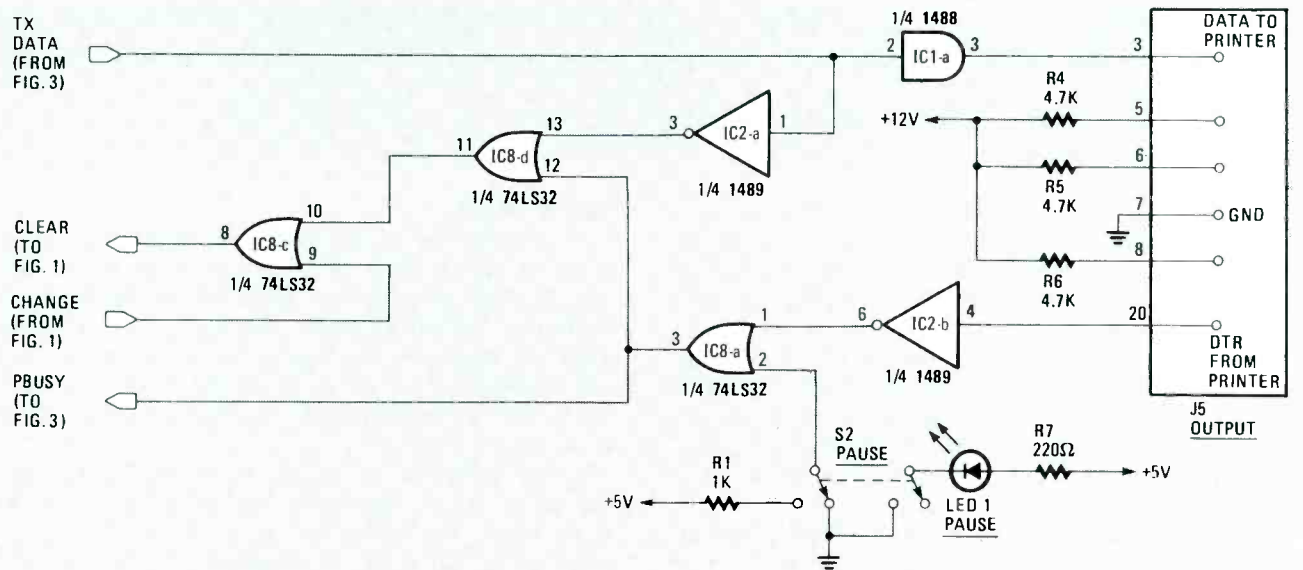 TX
DATA
(FROM
FIG. 3)
1/4 1488
2
IC1-a
3
3
DATA TO
PRINTER
R4
4.7K
+12V
5
6
R5
4.7K
7
GND
8
R6
4.7K
3
IC2-a
1
1/4 1489
13
11
IC8-d
12
1/4 74LS32
10
8
IC8-c
9
1/4 74LS32
CLEAR
(TO
FIG. 1)
CHANGE
(FROM
FIG. 1)
PBUSY
(TO
FIG. 3)
1
3
IC8-a
2
1/4 74LS32
6
IC2-b
4
1/4 1489
20
DTR
FROM
PRINTER
J5
OUTPUT
S2
PAUSE
R1
1K
+5V
LED 1
PAUSE
R7
220Ω
+5V